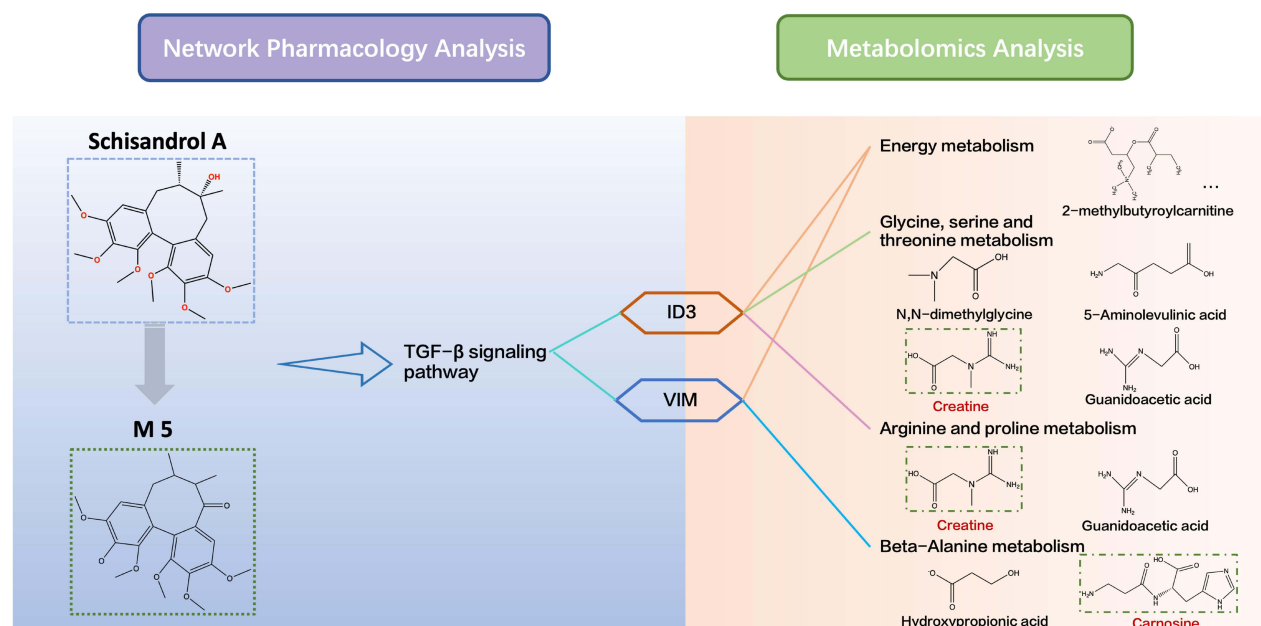 Network Pharmacology Analysis
Metabolomics Analysis
Schisandrol A
OH
O
O
O
O
O
O
M 5
O
O
O
O
O
O
O
TGF-β signaling
pathway
ID3
VIM
Energy metabolism
2-methylbutyroylcarnitine
...
Glycine, serine and
threonine metabolism
N
OH
O
N,N-dimethylglycine
H₂N
O
OH
5-Aminolevulinic acid
HO
O
N
NH
NH₂
Creatine
H₂N
N
O
OH
NH₂
Guanidoacetic acid
Arginine and proline metabolism
HO
O
N
NH
NH₂
Creatine
H₂N
N
O
OH
NH₂
Guanidoacetic acid
Beta-Alanine metabolism
O
OH
O
Hydroxypropionic acid
H₂N
O
HO
O
N
H
N
N
H
Carnosine